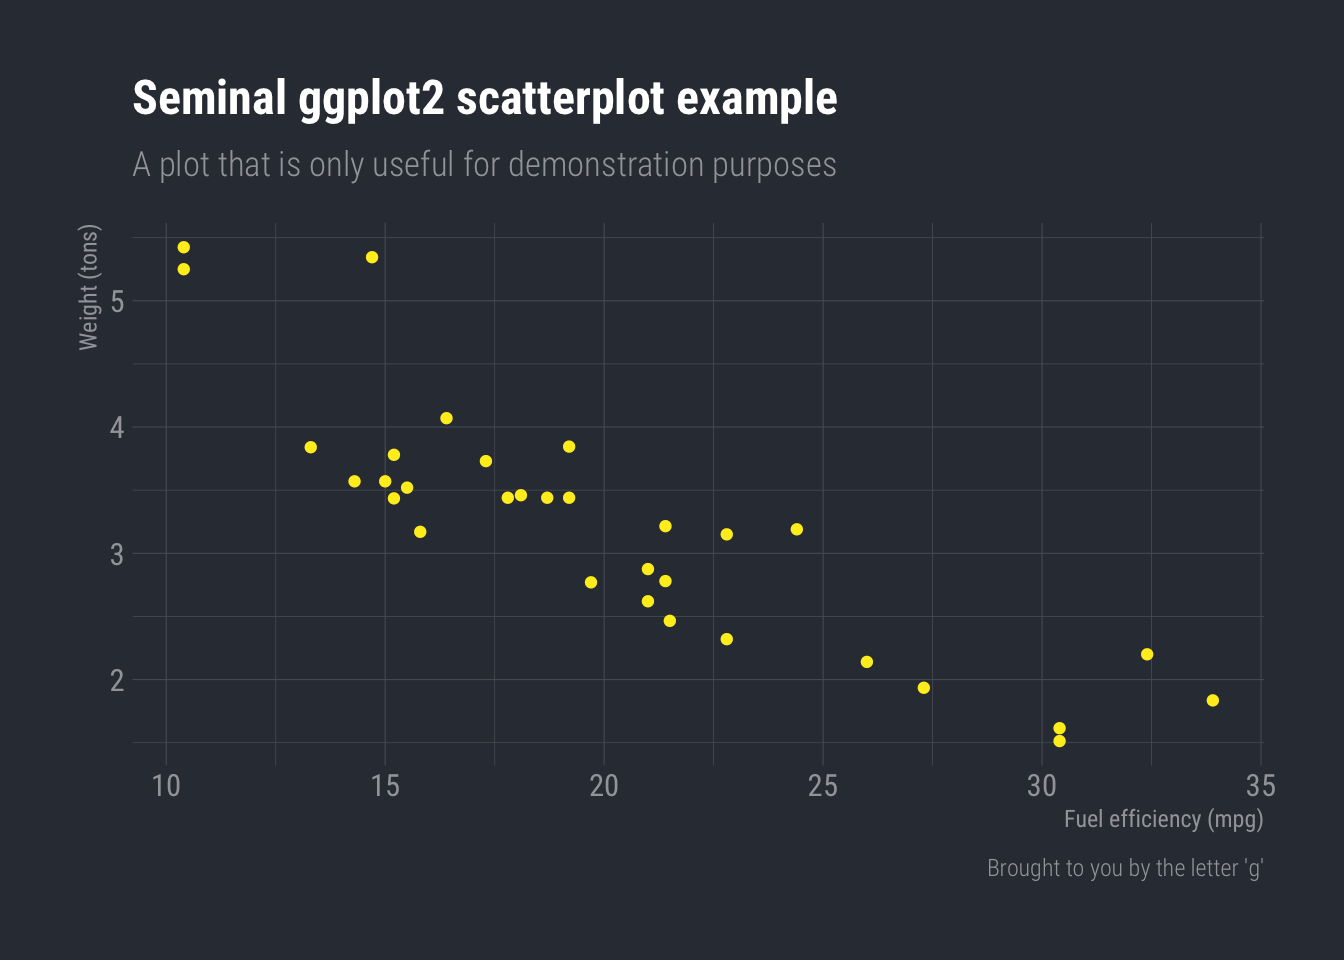 Seminal ggplot2 scatterplot example
A plot that is only useful for demonstration purposes
Weight (tons)
5
4
3
2
10 15 20 25 30 35
Fuel efficiency (mpg)
Brought to you by the letter 'g'